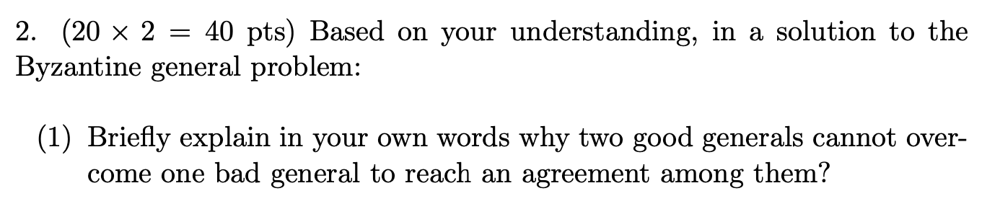 2. (20 × 2 = 40 pts) Based on your understanding, in a solution to the
Byzantine general problem:
(1) Briefly explain in your own words why two good generals cannot over-
come one bad general to reach an agreement among them?